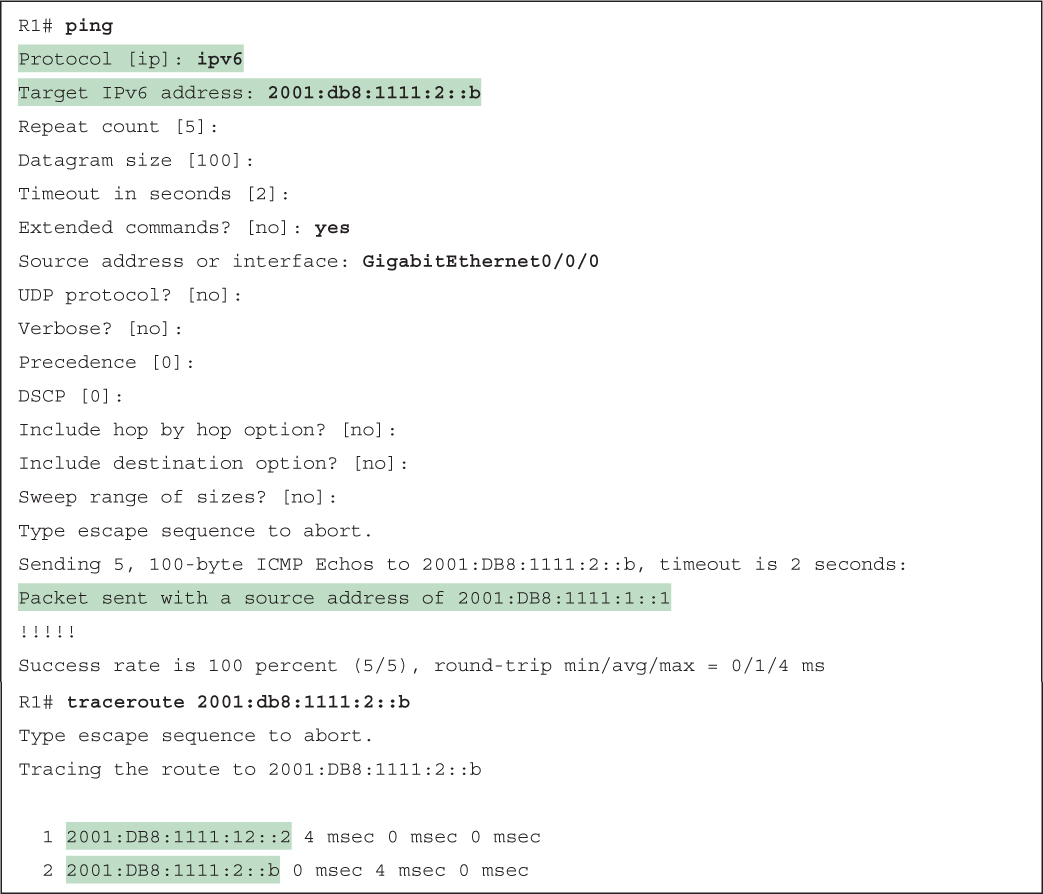 R1# ping
Protocol [ip]: ipv6
Target IPv6 address: 2001:db8:1111:2::b
Repeat count [5]:
Datagram size [100]:
Timeout in seconds [2]:
Extended commands? [no]: yes
Source address or interface: GigabitEthernet0/0/0
UDP protocol? [no]:
Verbose? [no]:
Precedence [0]:
DSCP [0]:
Include hop by hop option? [no]:
Include destination option? [no]:
Sweep range of sizes? [no]:
Type escape sequence to abort.
Sending 5, 100-byte ICMP Echos to 2001:DB8:1111:2::b, timeout is 2 seconds:
Packet sent with a source address of 2001:DB8:1111:1::1
!!!!!
Success rate is 100 percent (5/5), round-trip min/avg/max = 0/1/4 ms
R1# traceroute 2001:db8:1111:2::b
Type escape sequence to abort.
Tracing the route to 2001:DB8:1111:2::b
1 2001:DB8:1111:12::2 4 msec 0 msec 0 msec
2 2001:DB8:1111:2::b 0 msec 4 msec 0 msec